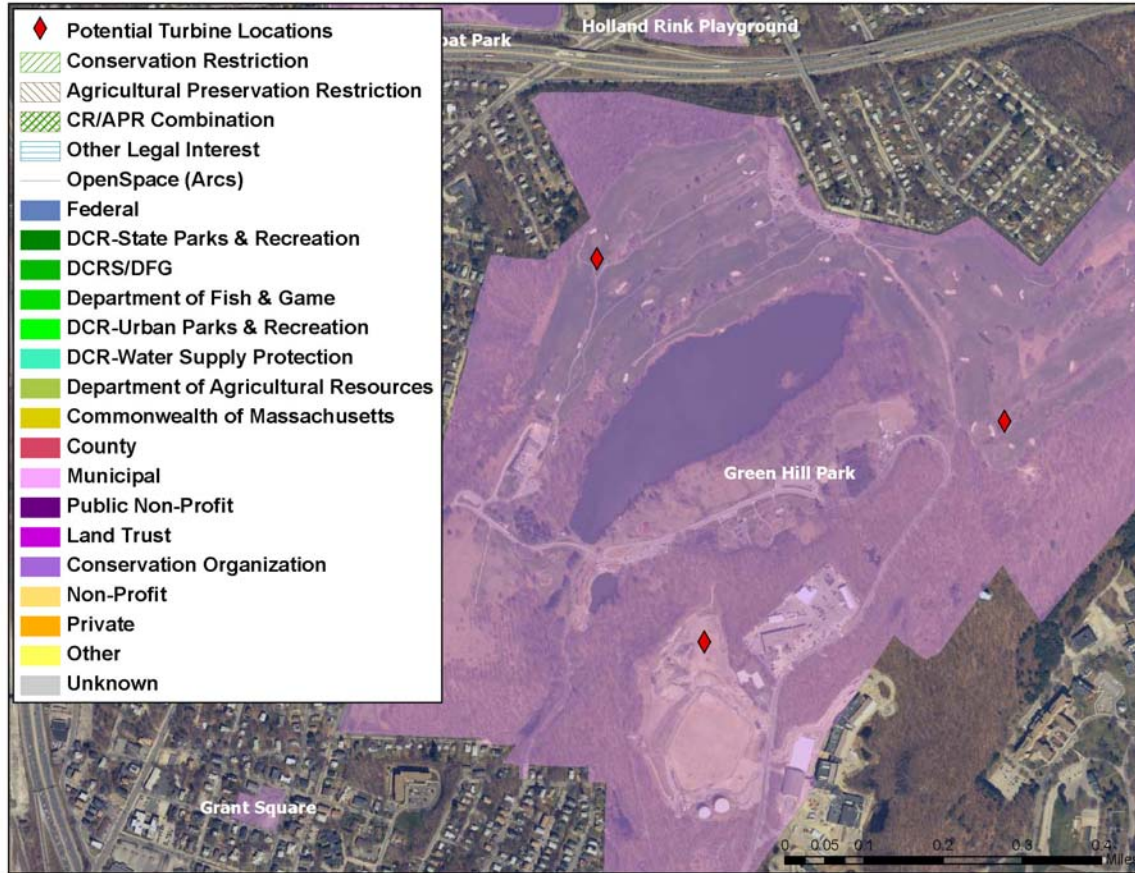 Potential Turbine Locations
Conservation Restriction
Agricultural Preservation Restriction
CR/APR Combination
Other Legal Interest
OpenSpace (Arcs)
Federal
DCR-State Parks & Recreation
DCRS/DFG
Department of Fish & Game
DCR-Urban Parks & Recreation
DCR-Water Supply Protection
Department of Agricultural Resources
Commonwealth of Massachusetts
County
Municipal
Public Non-Profit
Land Trust
Conservation Organization
Non-Profit
Private
Other
Unknown
Holland Rink Playground
Park
Green Hill Park
Grant Square
0 0.05 0.1 0.2 0.3 0.4